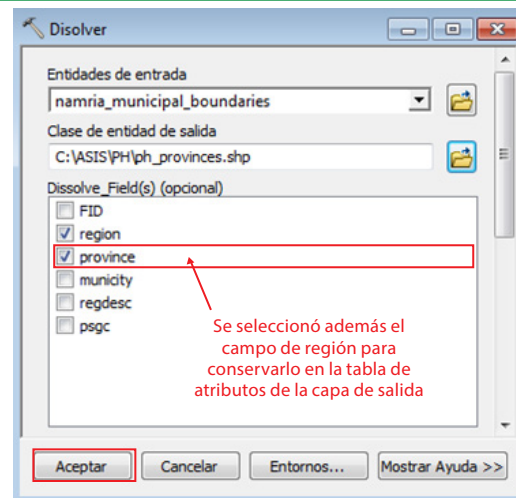 Disolver
Entidades de entrada
namria_municipal_boundaries
Clase de entidad de salida
C:\ASIS\PH\ph_provinces.shp
Dissolve_Field(s) (opcional)
FID
region
province
municity
regdesc
psgc
Se seleccionó además el
campo de región para
conservarlo en la tabla de
atributos de la capa de salida
Aceptar
Cancelar
Entornos...
Mostrar Ayuda >>